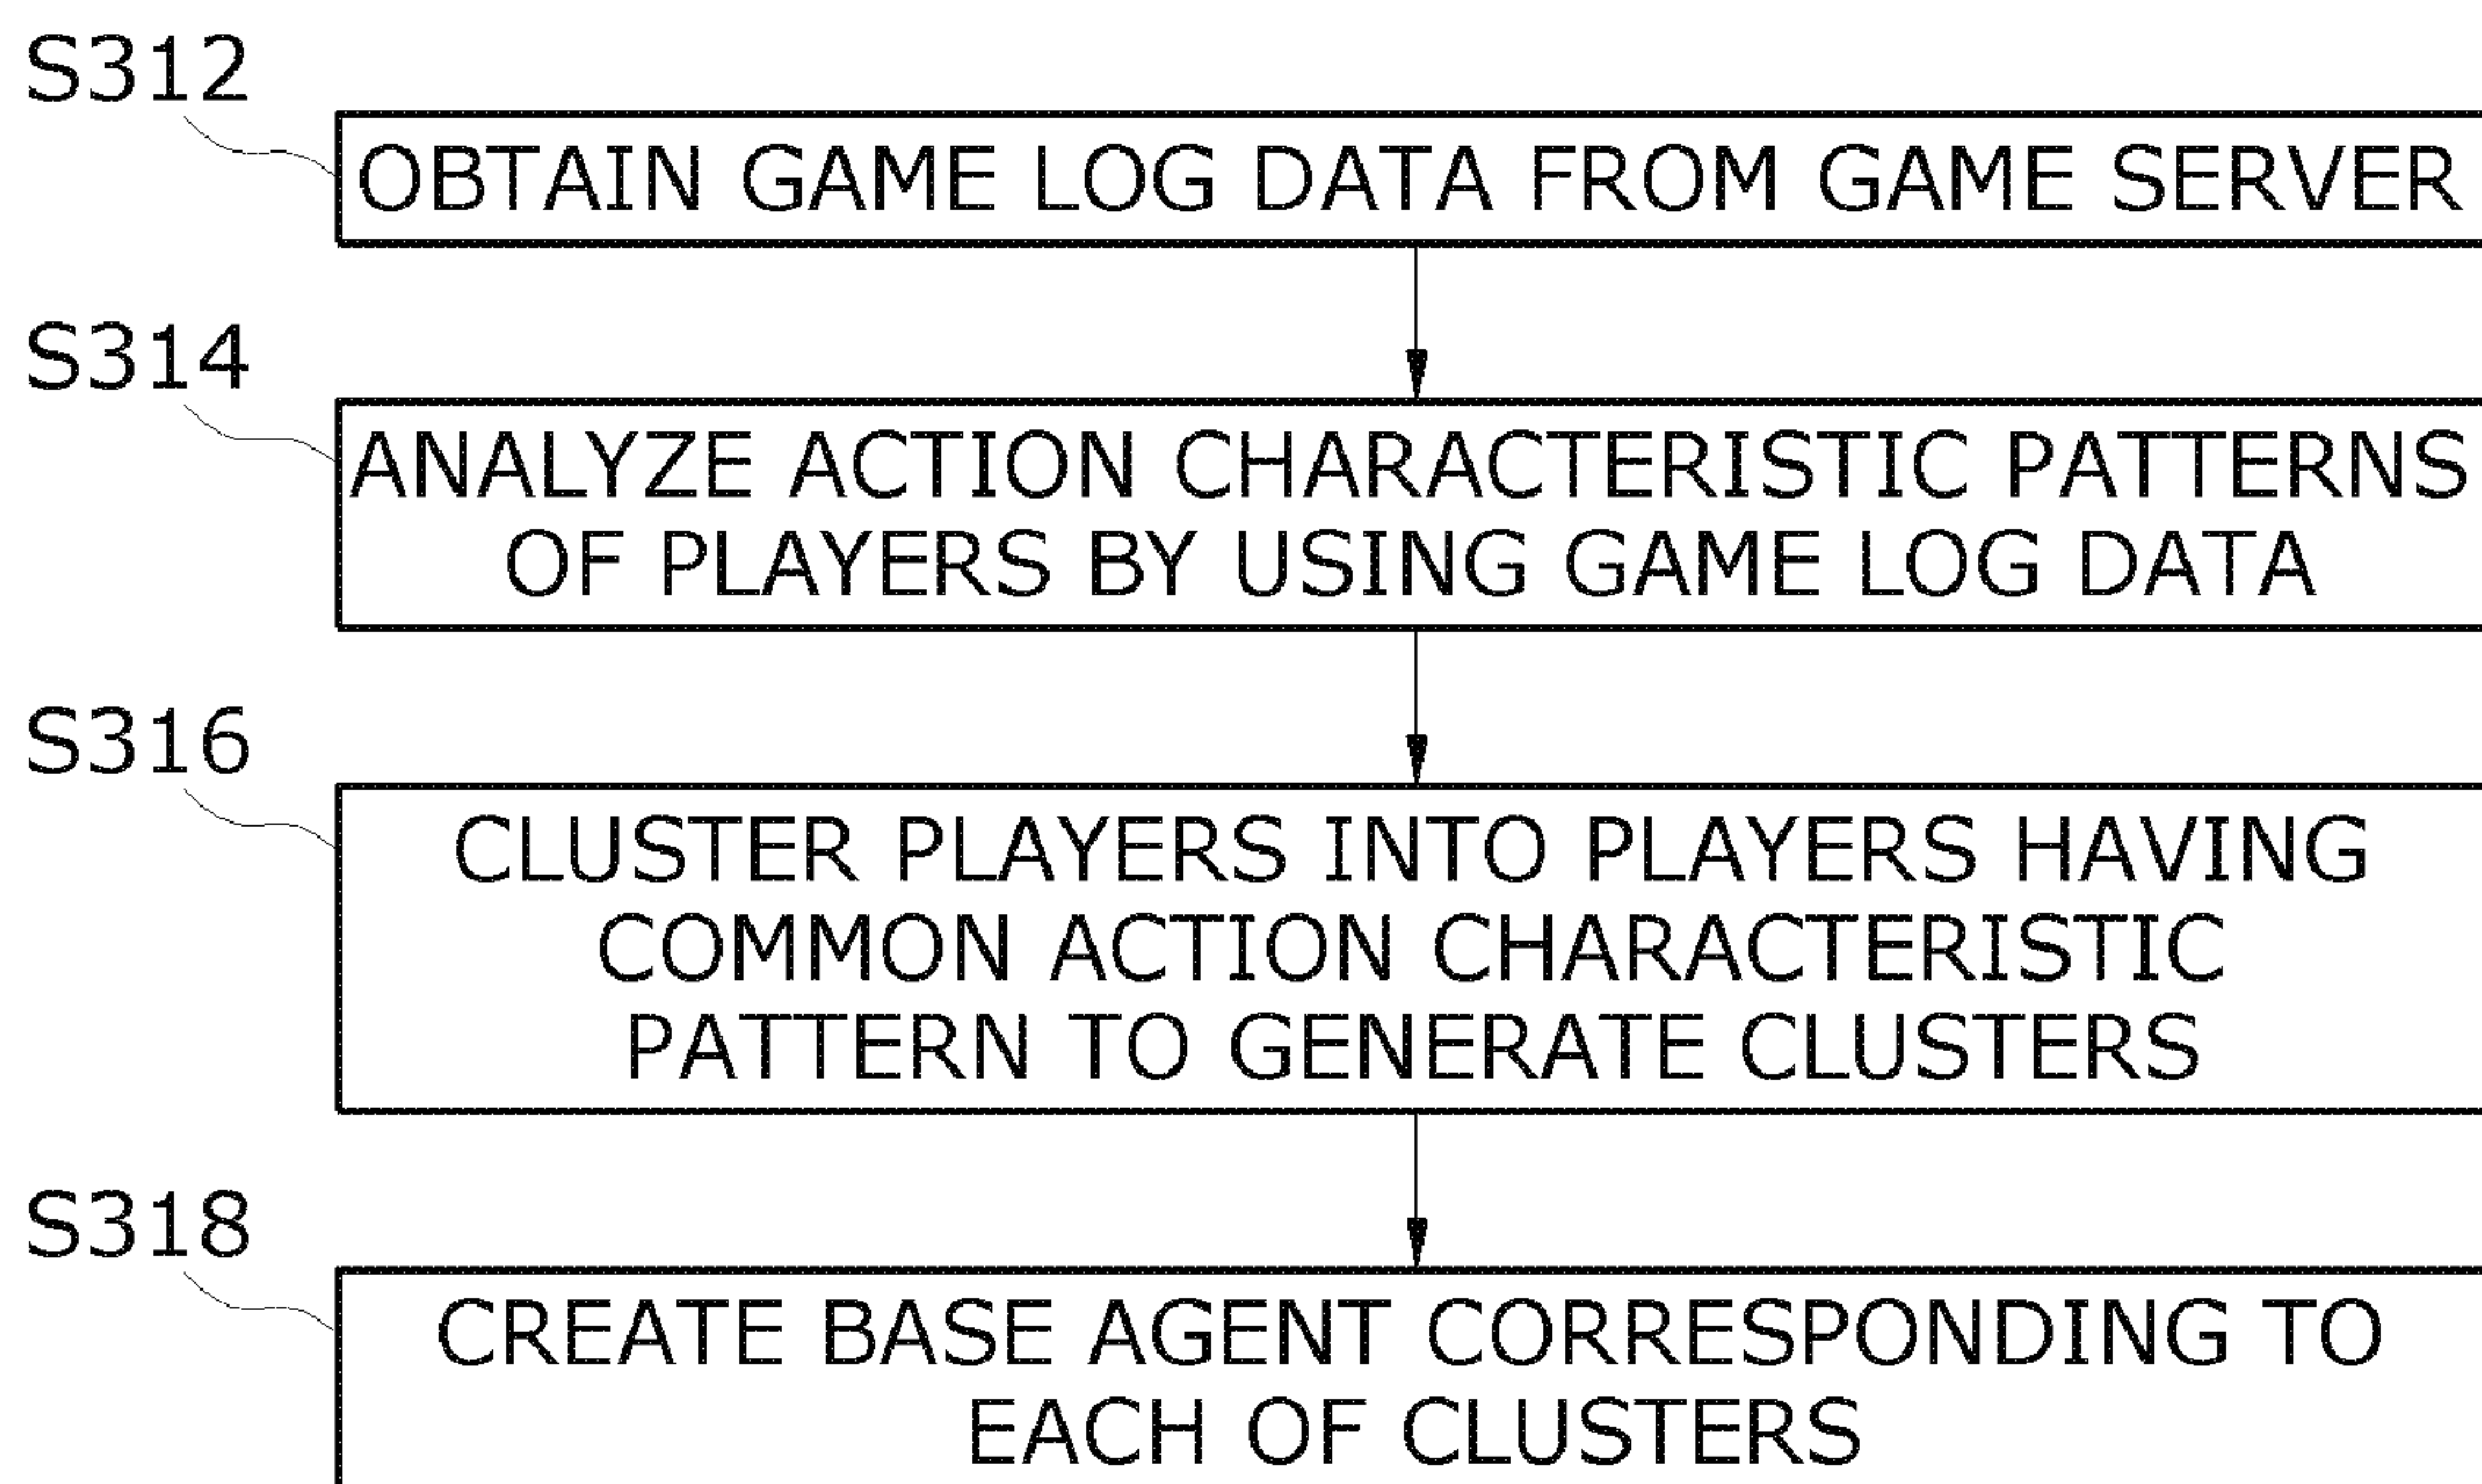 S312
OBTAIN GAME LOG DATA FROM GAME SERVER
S314
ANALYZE ACTION CHARACTERISTIC PATTERNS
OF PLAYERS BY USING GAME LOG DATA
S316
CLUSTER PLAYERS INTO PLAYERS HAVING
COMMON ACTION CHARACTERISTIC
PATTERN TO GENERATE CLUSTERS
S318
CREATE BASE AGENT CORRESPONDING TO
EACH OF CLUSTERS